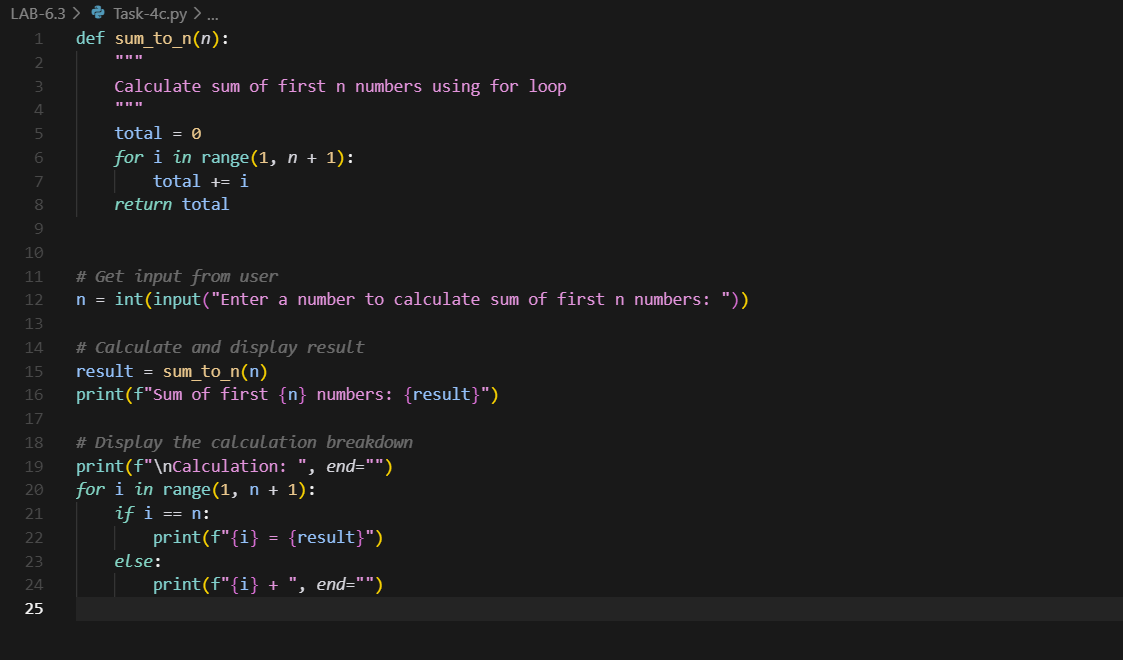 LAB-6.3 > Task-4c.py > ...
1 def sum_to_n(n):
2     """
3     Calculate sum of first n numbers using for loop
4     """
5     total = 0
6     for i in range(1, n + 1):
7         total += i
8     return total
9
10
11 # Get input from user
12 n = int(input("Enter a number to calculate sum of first n numbers: "))
13
14 # Calculate and display result
15 result = sum_to_n(n)
16 print(f"Sum of first {n} numbers: {result}")
17
18 # Display the calculation breakdown
19 print(f"\nCalculation: ", end="")
20 for i in range(1, n + 1):
21     if i == n:
22         print(f"{i} = {result}")
23     else:
24         print(f"{i} + ", end="")
25